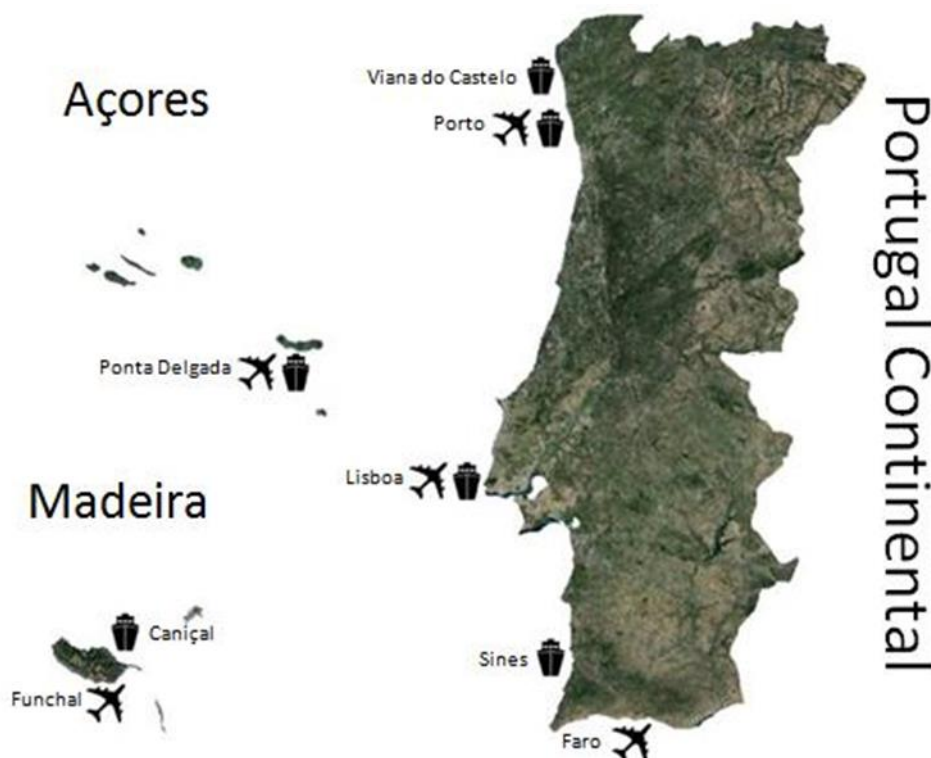 Açores
Viana do Castelo
Porto
Portugal Continental
Ponta Delgada
Lisboa
Madeira
Caniçal
Funchal
Sines
Faro